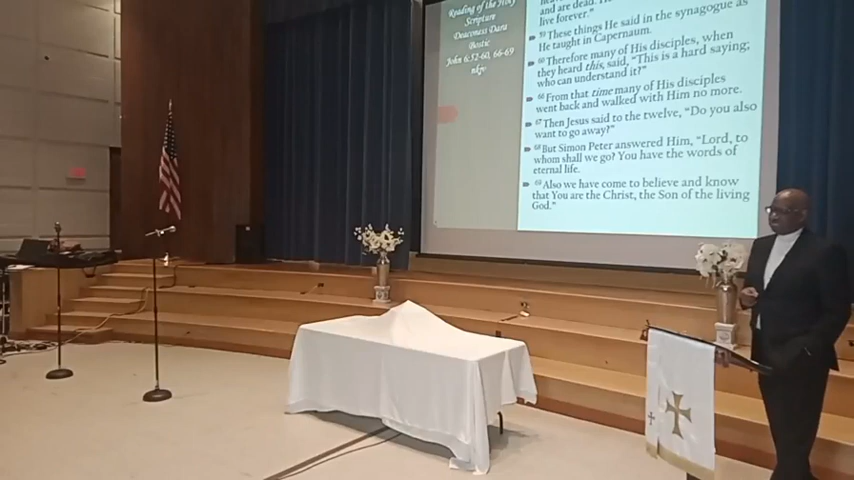 Reading of the Holy
Scripture
Deaconess Dara
Bostic
John 6:52-60, 66-69
nkjv
and are dead. He
live forever."
59 These things He said in the synagogue as
He taught in Capernaum.
60 Therefore many of His disciples, when
they heard this, said, "This is a hard saying;
who can understand it?"
66 From that time many of His disciples
went back and walked with Him no more.
67 Then Jesus said to the twelve, "Do you also
want to go away?"
68 But Simon Peter answered Him, "Lord, to
whom shall we go? You have the words of
eternal life.
69 Also we have come to believe and know
that You are the Christ, the Son of the living
God."